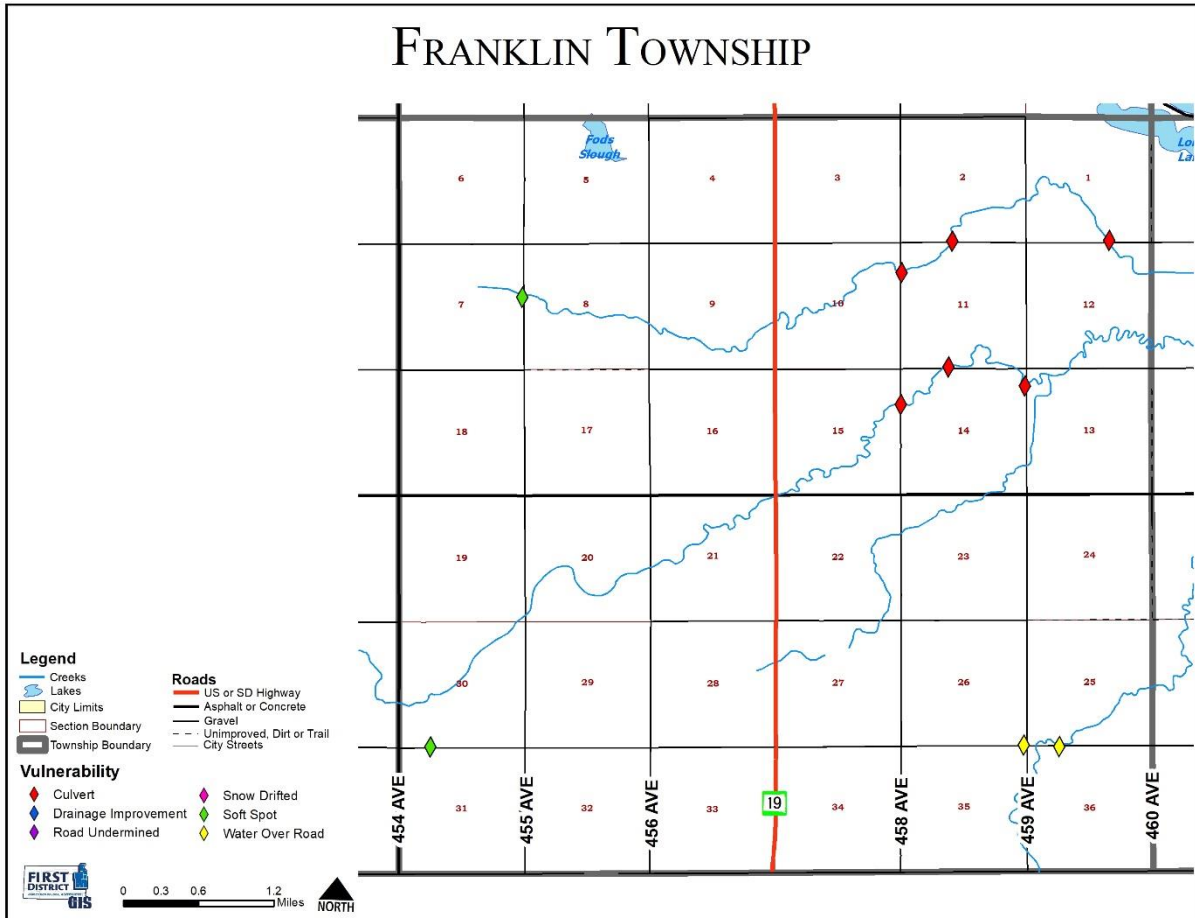 FRANKLIN TOWNSHIP
Fods
Slough
6
5
4
3
2
1
7
8
9
10
11
12
18
17
16
15
14
13
19
20
21
22
23
24
30
29
28
27
26
25
31
32
33
34
35
36
454 AVE
455 AVE
456 AVE
19
458 AVE
459 AVE
460 AVE
Legend
Creeks
Lakes
City Limits
Section Boundary
Township Boundary
Roads
US or SD Highway
Asphalt or Concrete
Gravel
Unimproved, Dirt or Trail
City Streets
Vulnerability
Culvert
Drainage Improvement
Road Undermined
Snow Drifted
Soft Spot
Water Over Road
FIRST
DISTRICT
GIS
0 0.3 0.6 1.2
Miles
NORTH